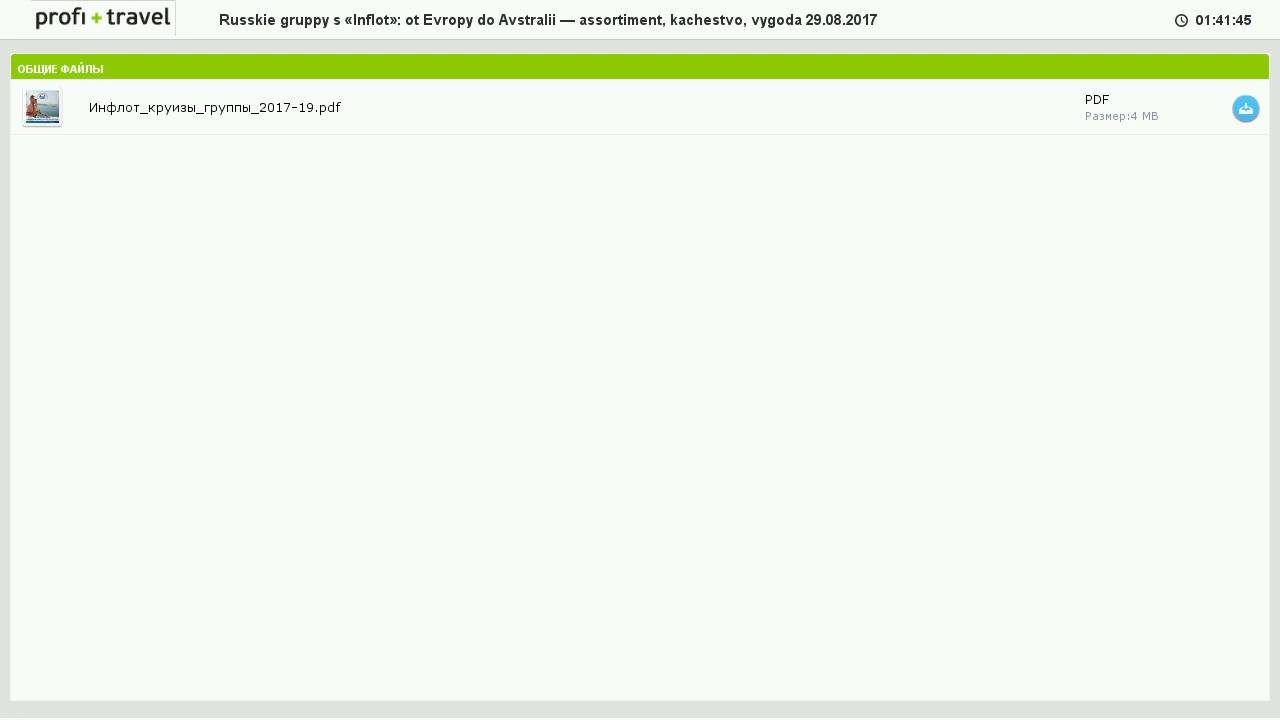 profi + travel
Russkie gruppy s «Inflot»: ot Evropy do Avstralii — assortiment, kachestvo, vygoda 29.08.2017
01:41:45
ОБЩИЕ ФАЙЛЫ
Инфлот_круизы_группы_2017-19.pdf
PDF
Размер:4 MB